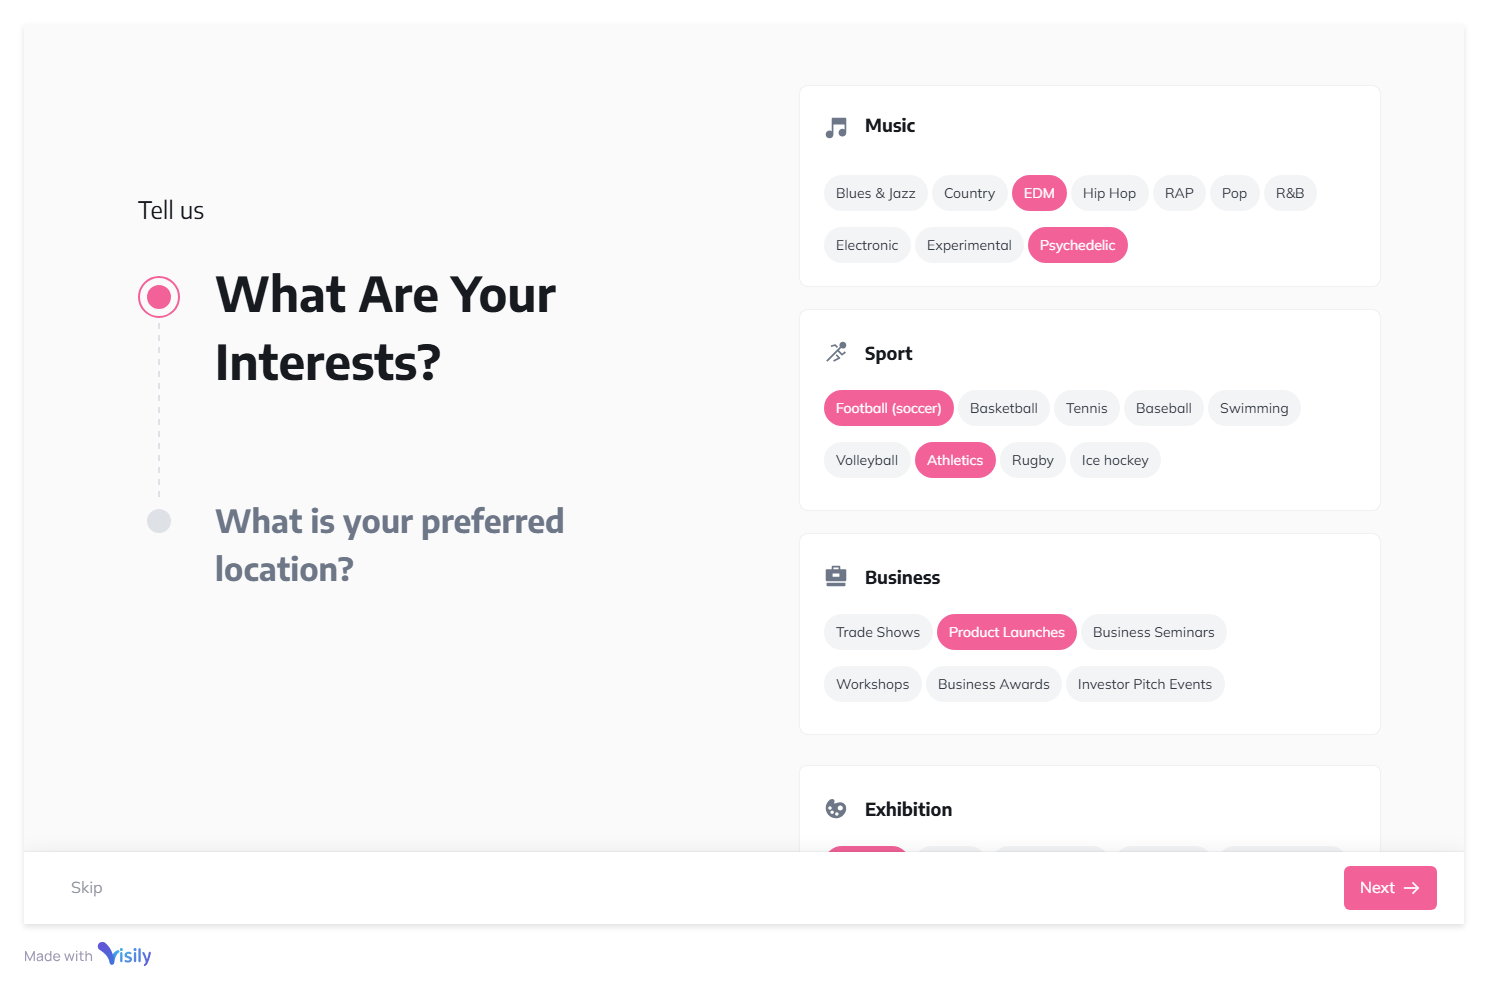 Tell us
What Are Your
Interests?
What is your preferred
location?
Music
Blues & Jazz Country EDM Hip Hop RAP Pop R&B
Electronic Experimental Psychedelic
Sport
Football (soccer) Basketball Tennis Baseball Swimming
Volleyball Athletics Rugby Ice hockey
Business
Trade Shows Product Launches Business Seminars
Workshops Business Awards Investor Pitch Events
Exhibition
Skip
Next
Made with Visily